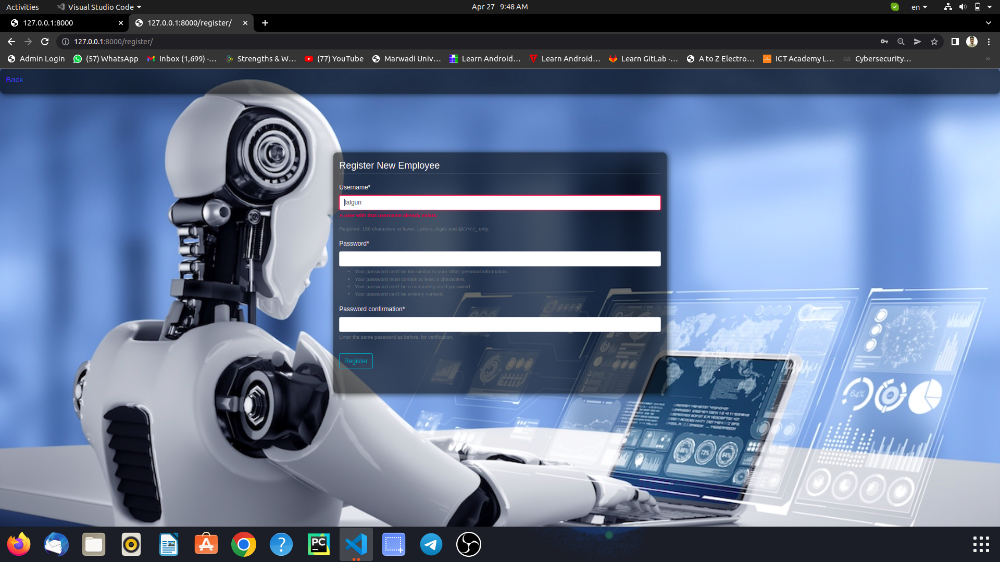 Activities
Visual Studio Code
Apr 27 9:48 AM
en
127.0.0.1:8000
127.0.0.1:8000/register/
127.0.0.1:8000/register/
Admin Login
(57) WhatsApp
Inbox (1,699) -...
Strengths & W...
(77) YouTube
Marwadi Univ...
Learn Android...
Learn Android...
Learn GitLab -...
A to Z Electro...
ICT Academy L...
Cybersecurity...
Back
Register New Employee
Username*
falgun
A user with that username already exists.
Required. 150 characters or fewer. Letters, digits and @/./+/-/_ only.
Password*
Your password can't be too similar to your other personal information.
Your password must contain at least 8 characters.
Your password can't be a commonly used password.
Your password can't be entirely numeric.
Password confirmation*
Enter the same password as before, for verification.
Register
64%
73%
64%
PC